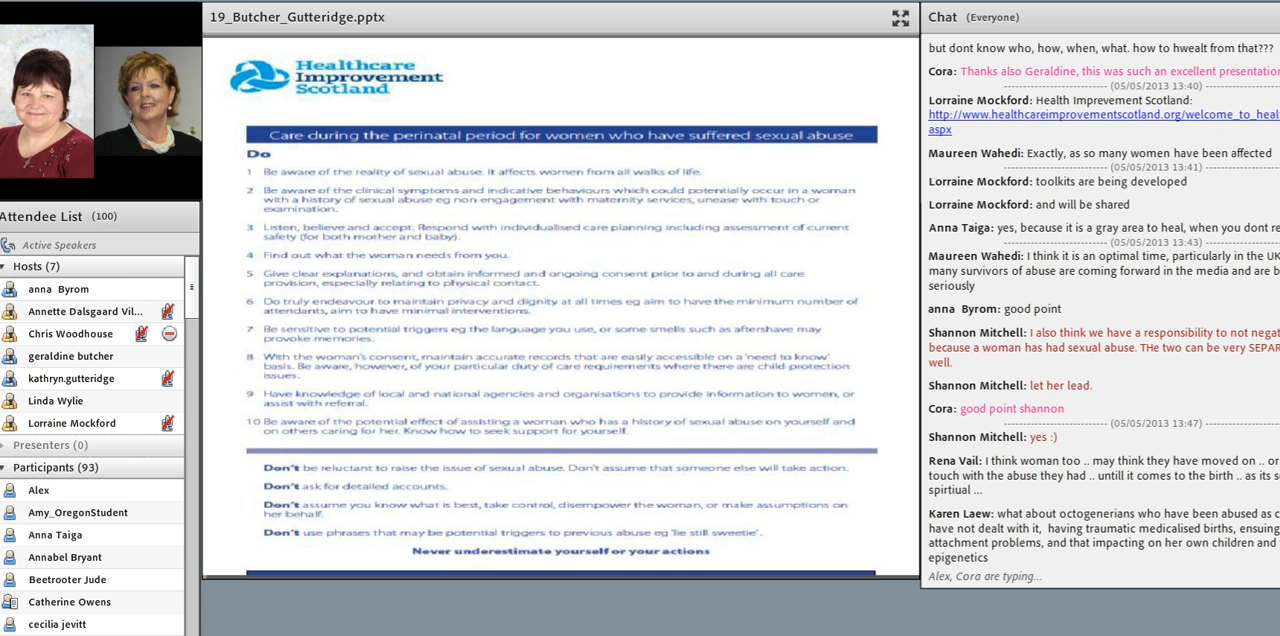 19_Butcher_Gutteridge.pptx
Healthcare
Improvement
Scotland
Care during the perinatal period for women who have suffered sexual abuse
Do
1 Be aware of the reality of sexual abuse. It affects women from all walks of life.
2 Be aware of the clinical symptoms and indicative behaviours which could potentially occur in a woman
with a history of sexual abuse eg non engagement with maternity services, unease with touch or
examination.
3 Listen, believe and accept. Respond with individualised care planning including assessment of current
safety (for both mother and baby).
4 Find out what the woman needs from you.
5 Give clear explanations, and obtain informed and ongoing consent prior to and during all care
provision, especially relating to physical contact.
6 Do truly endeavour to maintain privacy and dignity at all times eg aim to have the minimum number of
attendants, aim to have minimal interventions.
7 Be sensitive to potential triggers eg the language you use, or some smells such as aftershave may
provoke memories.
8 With the woman's consent, maintain accurate records that are easily accessible on a 'need to know'
basis. Be aware, however, of your particular duty of care requirements where there are child protection
issues.
9 Have knowledge of local and national agencies and organisations to provide information to women, or
assist with referral.
10 Be aware of the potential effect of assisting a woman who has a history of sexual abuse on yourself and
on others caring for her. Know how to seek support for yourself.
Don't be reluctant to raise the issue of sexual abuse. Don't assume that someone else will take action.
Don't ask for detailed accounts.
Don't assume you know what is best, take control, disempower the woman, or make assumptions on
her behalf.
Don't use phrases that may be potential triggers to previous abuse eg 'lie still sweetie'.
Never underestimate yourself or your actions
Attendee List (100)
Active Speakers
Hosts (7)
anna Byrom
Annette Dalsgaard Vil...
Chris Woodhouse
geraldine butcher
kathryn.gutteridge
Linda Wylie
Lorraine Mockford
Presenters (0)
Participants (93)
Alex
Amy_OregonStudent
Anna Taiga
Annabel Bryant
Beetrooter Jude
Catherine Owens
cecilia jevitt
Chat (Everyone)
but dont know who, how, when, what. how to hwealt from that???
Cora: Thanks also Geraldine, this was such an excellent presentation
(05/05/2013 13:40)
Lorraine Mockford: Health Imprevement Scotland:
http://www.healthcareimprovementscotland.org/welcome_to_heal
aspx
Maureen Wahedi: Exactly, as so many women have been affected
(05/05/2013 13:41)
Lorraine Mockford: toolkits are being developed
Lorraine Mockford: and will be shared
Anna Taiga: yes, because it is a gray area to heal, when you dont re
(05/05/2013 13:43)
Maureen Wahedi: I think it is an optimal time, particularly in the UK
many survivors of abuse are coming forward in the media and are b
seriously
anna Byrom: good point
Shannon Mitchell: I also think we have a responsibility to not negat
because a woman has had sexual abuse. THe two can be very SEPAR
well.
Shannon Mitchell: let her lead.
Cora: good point shannon
(05/05/2013 13:47)
Shannon Mitchell: yes :)
Rena Vail: I think woman too .. may think they have moved on .. or
touch with the abuse they had .. untill it comes to the birth .. as its s
spirtiual ...
Karen Laew: what about octogenerians who have been abused as c
have not dealt with it, having traumatic medicalised births, ensuing
attachment problems, and that impacting on her own children and
epigenetics
Alex, Cora are typing...